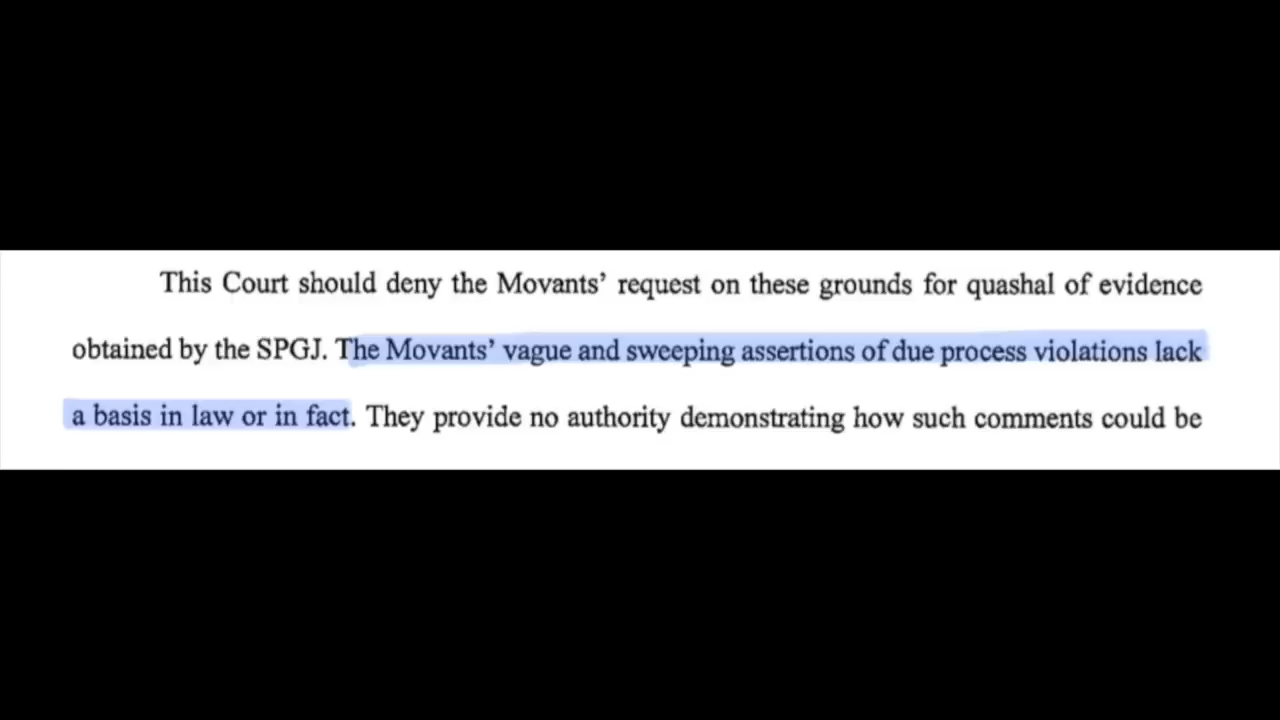 This Court should deny the Movants’ request on these grounds for quashal of evidence
obtained by the SPGJ. The Movants’ vague and sweeping assertions of due process violations lack
a basis in law or in fact. They provide no authority demonstrating how such comments could be